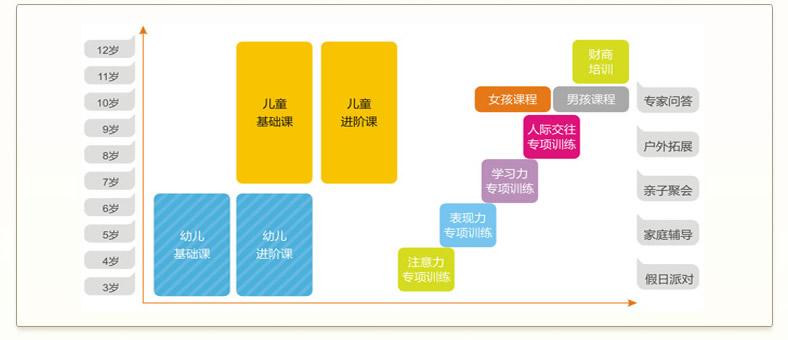 12岁
11岁
10岁
9岁
8岁
7岁
6岁
5岁
4岁
3岁
儿童
基础课
儿童
进阶课
幼儿
基础课
幼儿
进阶课
财商
培训
女孩课程
男孩课程
人际交往
专项训练
学习力
专项训练
表现力
专项训练
注意力
专项训练
专家问答
户外拓展
亲子聚会
家庭辅导
假日派对